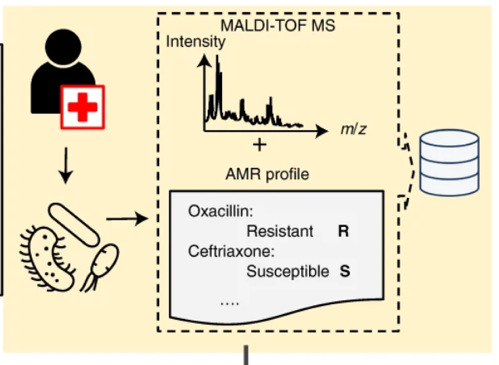 MALDI-TOF MS
Intensity
m/z
+
AMR profile
Oxacillin:
Resistant R
Ceftriaxone:
Susceptible S
....